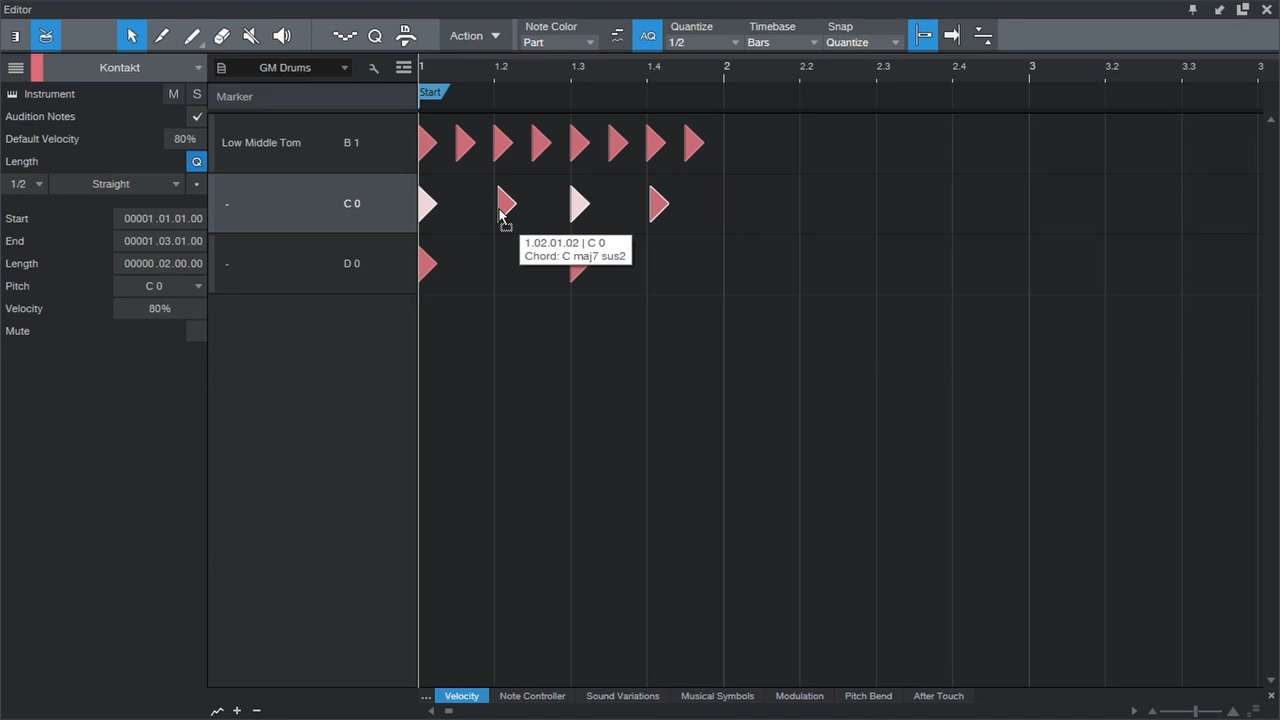 Editor
Action
Note Color
Part
AQ
Quantize
1/2
Timebase
Bars
Snap
Quantize
Kontakt
GM Drums
1
1.2
1.3
1.4
2
2.2
2.3
2.4
3
3.2
3.3
3
Instrument
M
S
Marker
Start
Audition Notes
Default Velocity
80%
Low Middle Tom
B 1
Length
Q
1/2
Straight
-
C 0
Start
00001.01.01.00
End
00001.03.01.00
1.02.01.02 | C 0
Chord: C maj7 sus2
Length
00000.02.00.00
-
D 0
Pitch
C 0
Velocity
80%
Mute
...
Velocity
Note Controller
Sound Variations
Musical Symbols
Modulation
Pitch Bend
After Touch